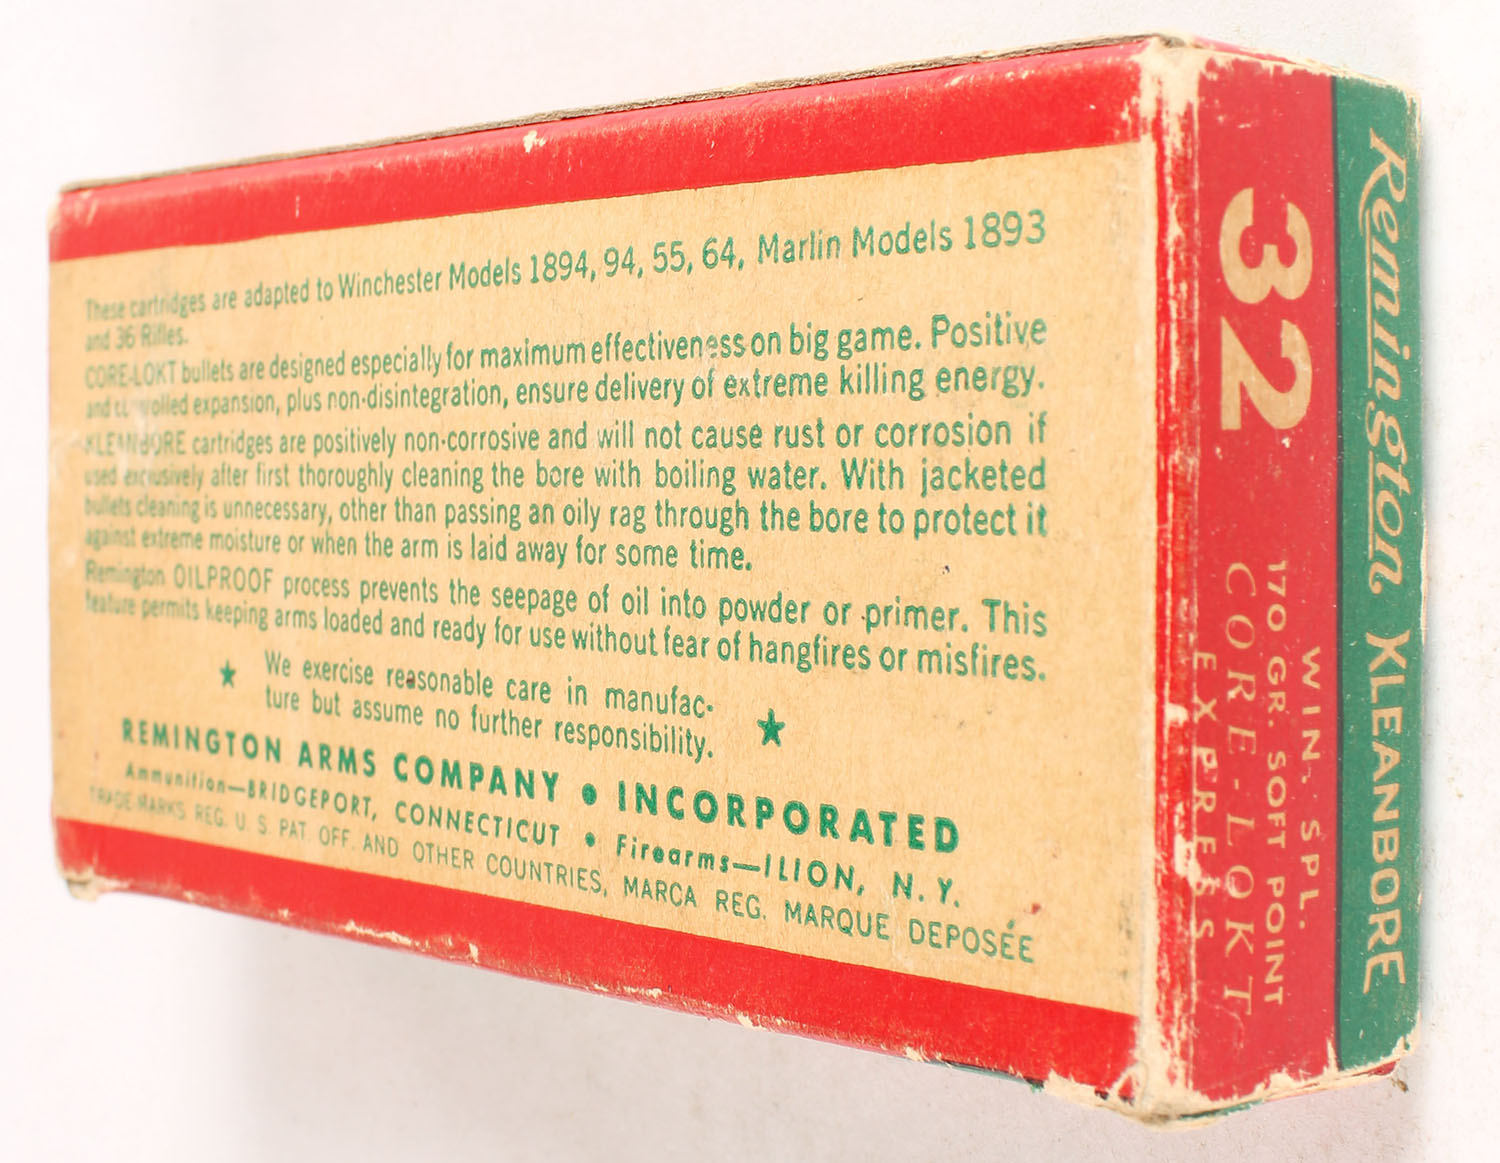 These cartridges are adapted to Winchester Models 1894, 94, 55, 64, Marlin Models 1893
and 36 Rifles.
CORE-LOKT bullets are designed especially for maximum effectiveness on big game. Positive
and controlled expansion, plus non-disintegration, ensure delivery of extreme killing energy.
KLEANBORE cartridges are positively non-corrosive and will not cause rust or corrosion if
used exclusively after first thoroughly cleaning the bore with boiling water. With jacketed
bullets cleaning is unnecessary, other than passing an oily rag through the bore to protect it
against extreme moisture or when the arm is laid away for some time.
Remington OILPROOF process prevents the seepage of oil into powder or primer. This
feature permits keeping arms loaded and ready for use without fear of hangfires or misfires.
★ We exercise reasonable care in manufac-
ture but assume no further responsibility. ★
REMINGTON ARMS COMPANY • INCORPORATED
Ammunition—BRIDGEPORT, CONNECTICUT • Firearms—ILION, N. Y.
TRADE-MARKS REG. U. S. PAT. OFF. AND OTHER COUNTRIES, MARCA REG. MARQUE DEPOSÉE
Remington KLEANBORE
32 WIN. SPL.
170 GR. SOFT POINT
CORE-LOKT
EXPRESS